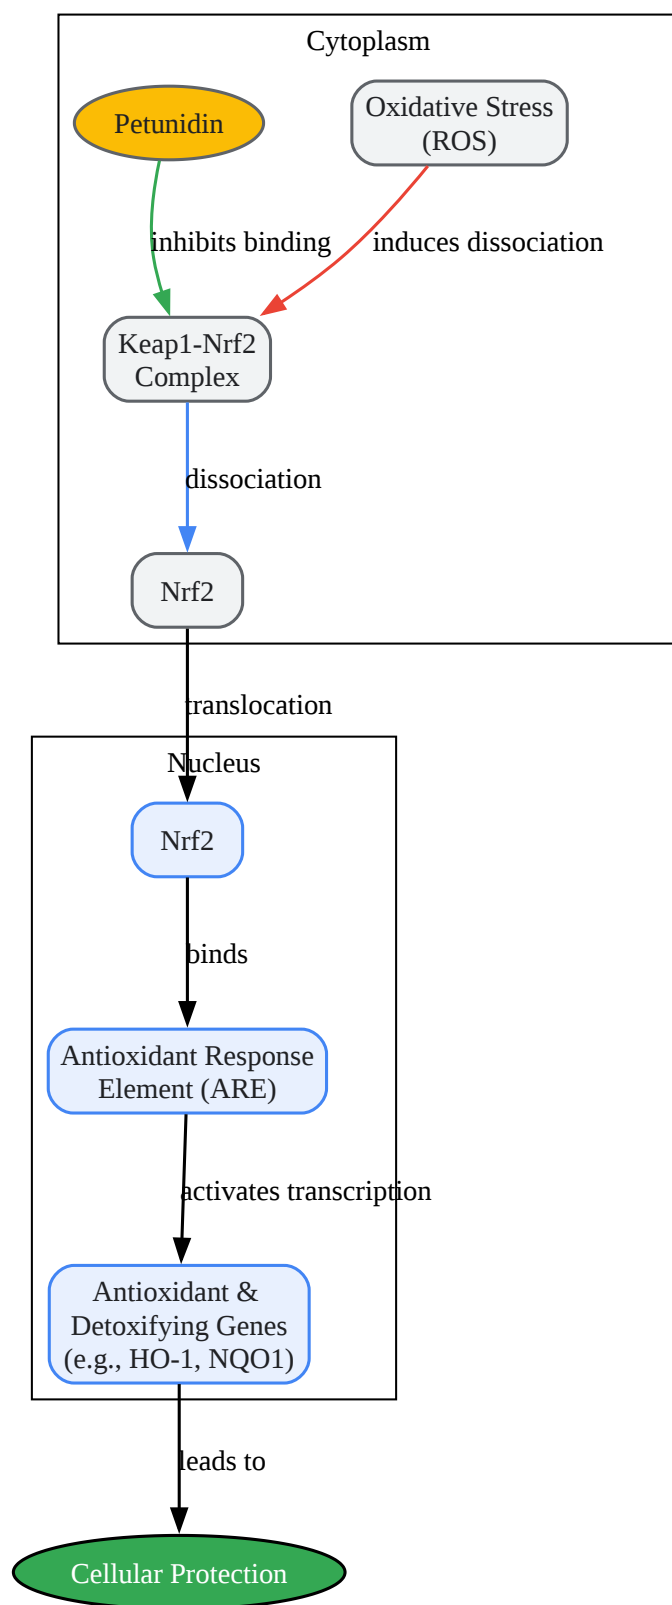 Cytoplasm
Petunidin
Oxidative Stress
(ROS)
inhibits binding
induces dissociation
Keap1-Nrf2
Complex
dissociation
Nrf2
translocation
Nucleus
Nrf2
binds
Antioxidant Response
Element (ARE)
activates transcription
Antioxidant &
Detoxifying Genes
(e.g., HO-1, NQO1)
leads to
Cellular Protection